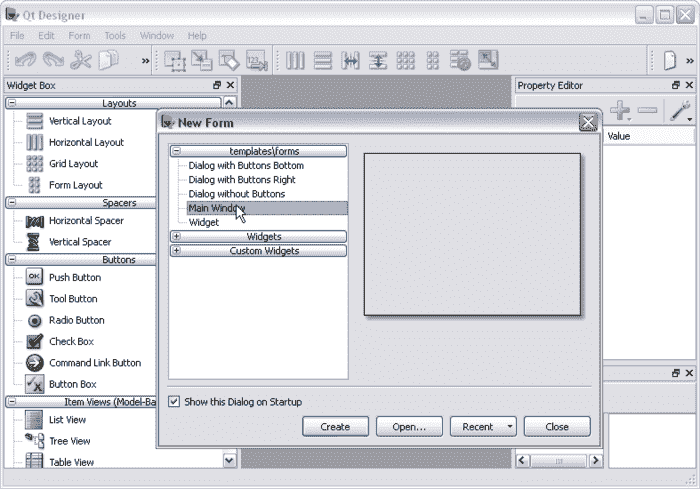 Qt Designer
File Edit Form Tools Window Help
123
»
»
Widget Box
Layouts
Vertical Layout
Horizontal Layout
Grid Layout
Form Layout
Spacers
Horizontal Spacer
Vertical Spacer
Buttons
OK Push Button
Tool Button
Radio Button
Check Box
Command Link Button
Button Box
Item Views (Model-Ba
List View
Tree View
Table View
New Form
templates\forms
Dialog with Buttons Bottom
Dialog with Buttons Right
Dialog without Buttons
Main Window
Widget
Widgets
Custom Widgets
Show this Dialog on Startup
Create Open... Recent Close
Property Editor
Value